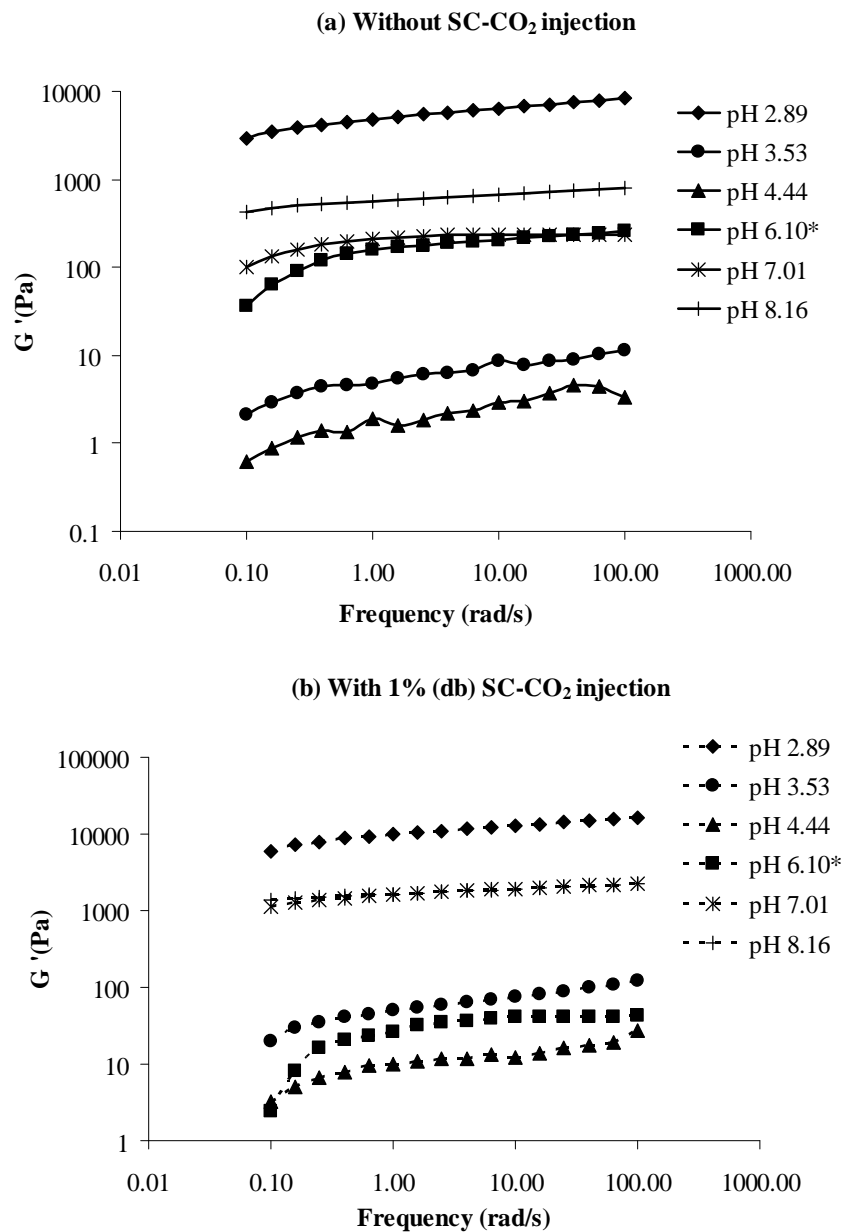 (a) Without SC-CO₂ injection
10000
1000
100
10
1
0.1
G '(Pa)
0.01 0.10 1.00 10.00 100.00 1000.00
Frequency (rad/s)
pH 2.89
pH 3.53
pH 4.44
pH 6.10*
pH 7.01
pH 8.16
(b) With 1% (db) SC-CO₂ injection
100000
10000
1000
100
10
1
G '(Pa)
0.01 0.10 1.00 10.00 100.00 1000.00
Frequency (rad/s)
pH 2.89
pH 3.53
pH 4.44
pH 6.10*
pH 7.01
pH 8.16